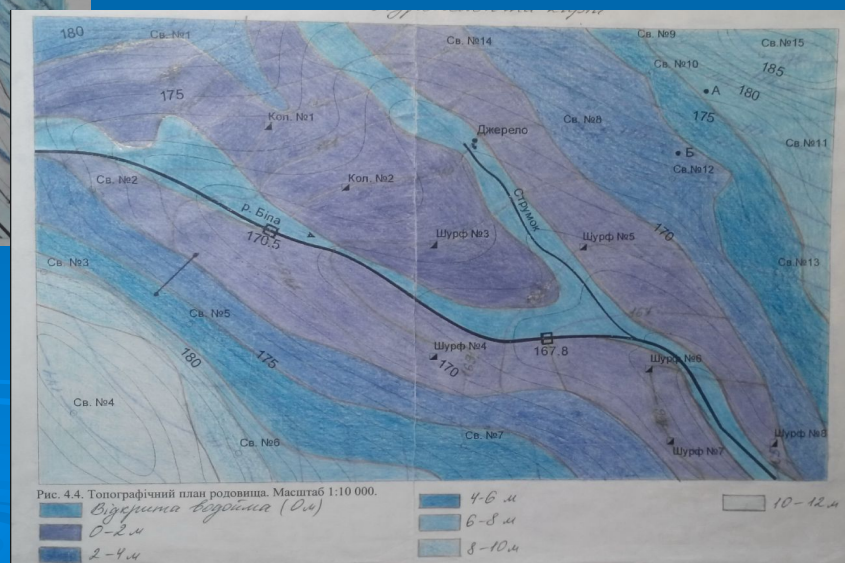 180
Св. №1
Св. №14
Св. №9
Св. №15
Св. №10
185
А
180
175
175
Кол. №1
Св. №8
Джерело
Св. №11
Б
Св. №12
Св. №2
Кол. №2
Струмок
р. Біла
170.5
Шурф №3
Шурф №5
170
Св. №3
Св. №13
Св. №5
Шурф №4
167.8
180
175
170
Шурф №6
Св. №4
Св. №6
Св. №7
Шурф №7
Шурф №8
Рис. 4.4. Топографічний план родовища. Масштаб 1:10 000.
Відкрита водойма (0м)
0-2 м
2-4м
4-6 м
6-8 м
8-10м
10-12м